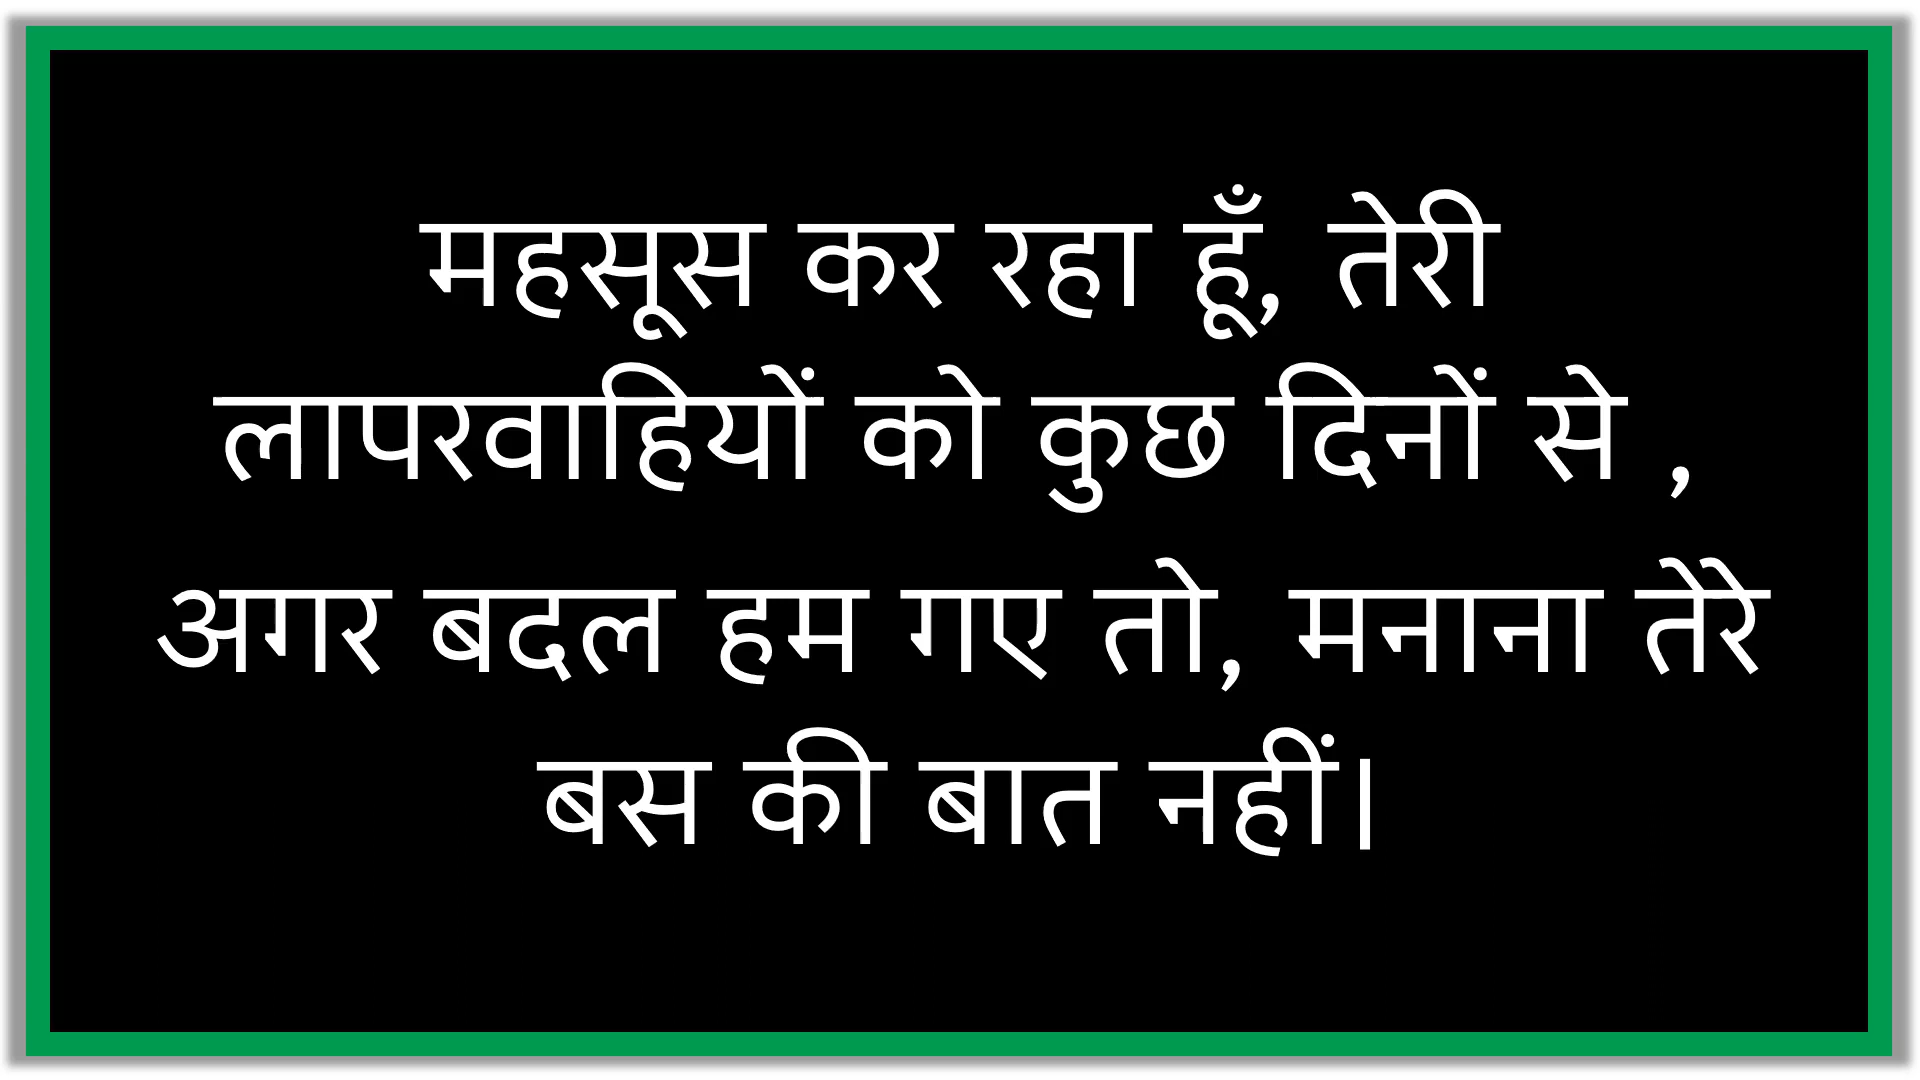 महसूस कर रहा हूँ, तेरी
लापरवाहियों को कुछ दिनों से ,
अगर बदल हम गए तो, मनाना तेरे
बस की बात नहीं।